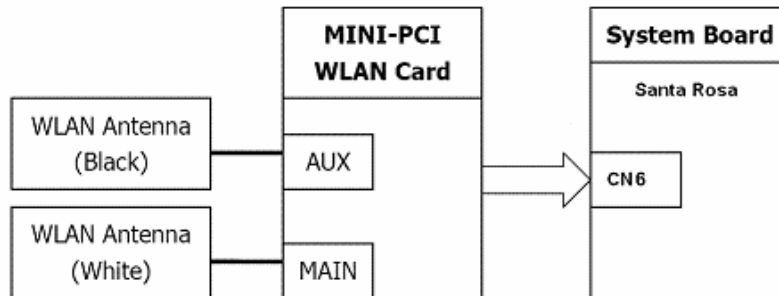 MINI-PCI
WLAN Card
System Board
Santa Rosa
WLAN Antenna
(Black)
AUX
CN6
WLAN Antenna
(White)
MAIN